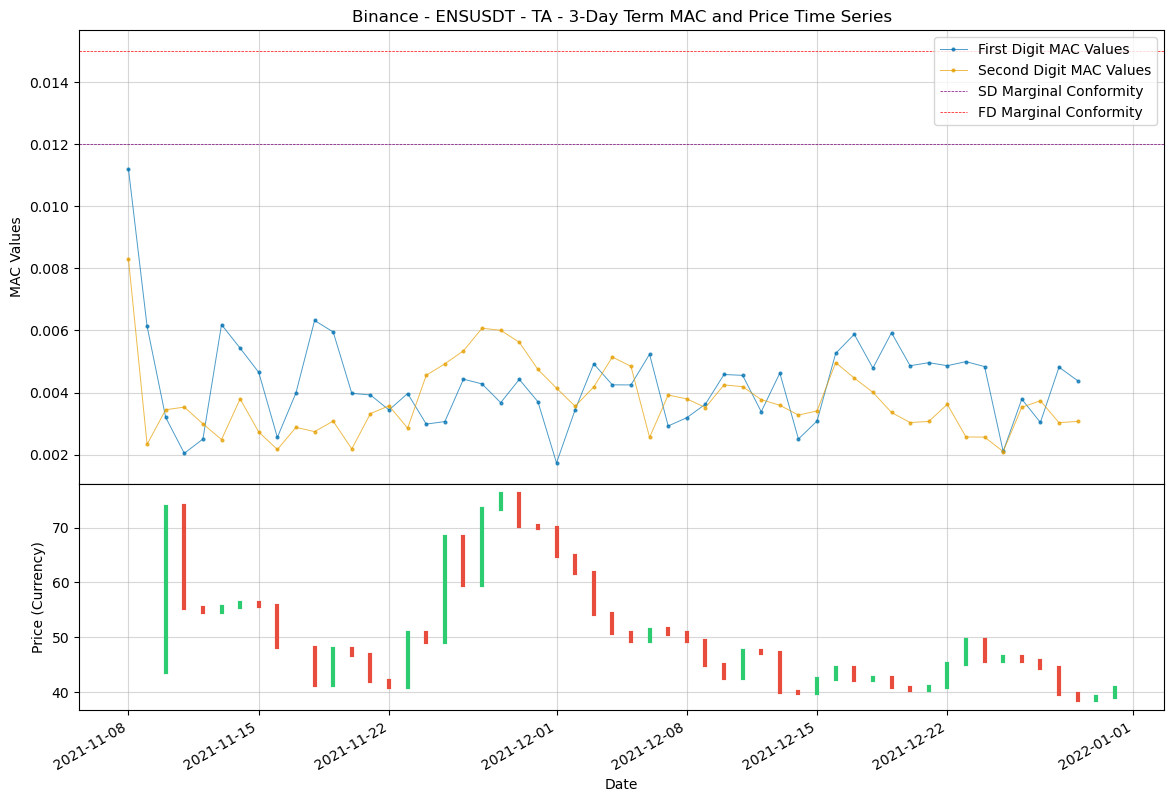 Binance - ENSUSDT - TA - 3-Day Term MAC and Price Time Series
First Digit MAC Values
Second Digit MAC Values
SD Marginal Conformity
FD Marginal Conformity
MAC Values
0.014
0.012
0.010
0.008
0.006
0.004
0.002
Price (Currency)
70
60
50
40
2021-11-08
2021-11-15
2021-11-22
2021-12-01
2021-12-08
2021-12-15
2021-12-22
2022-01-01
Date